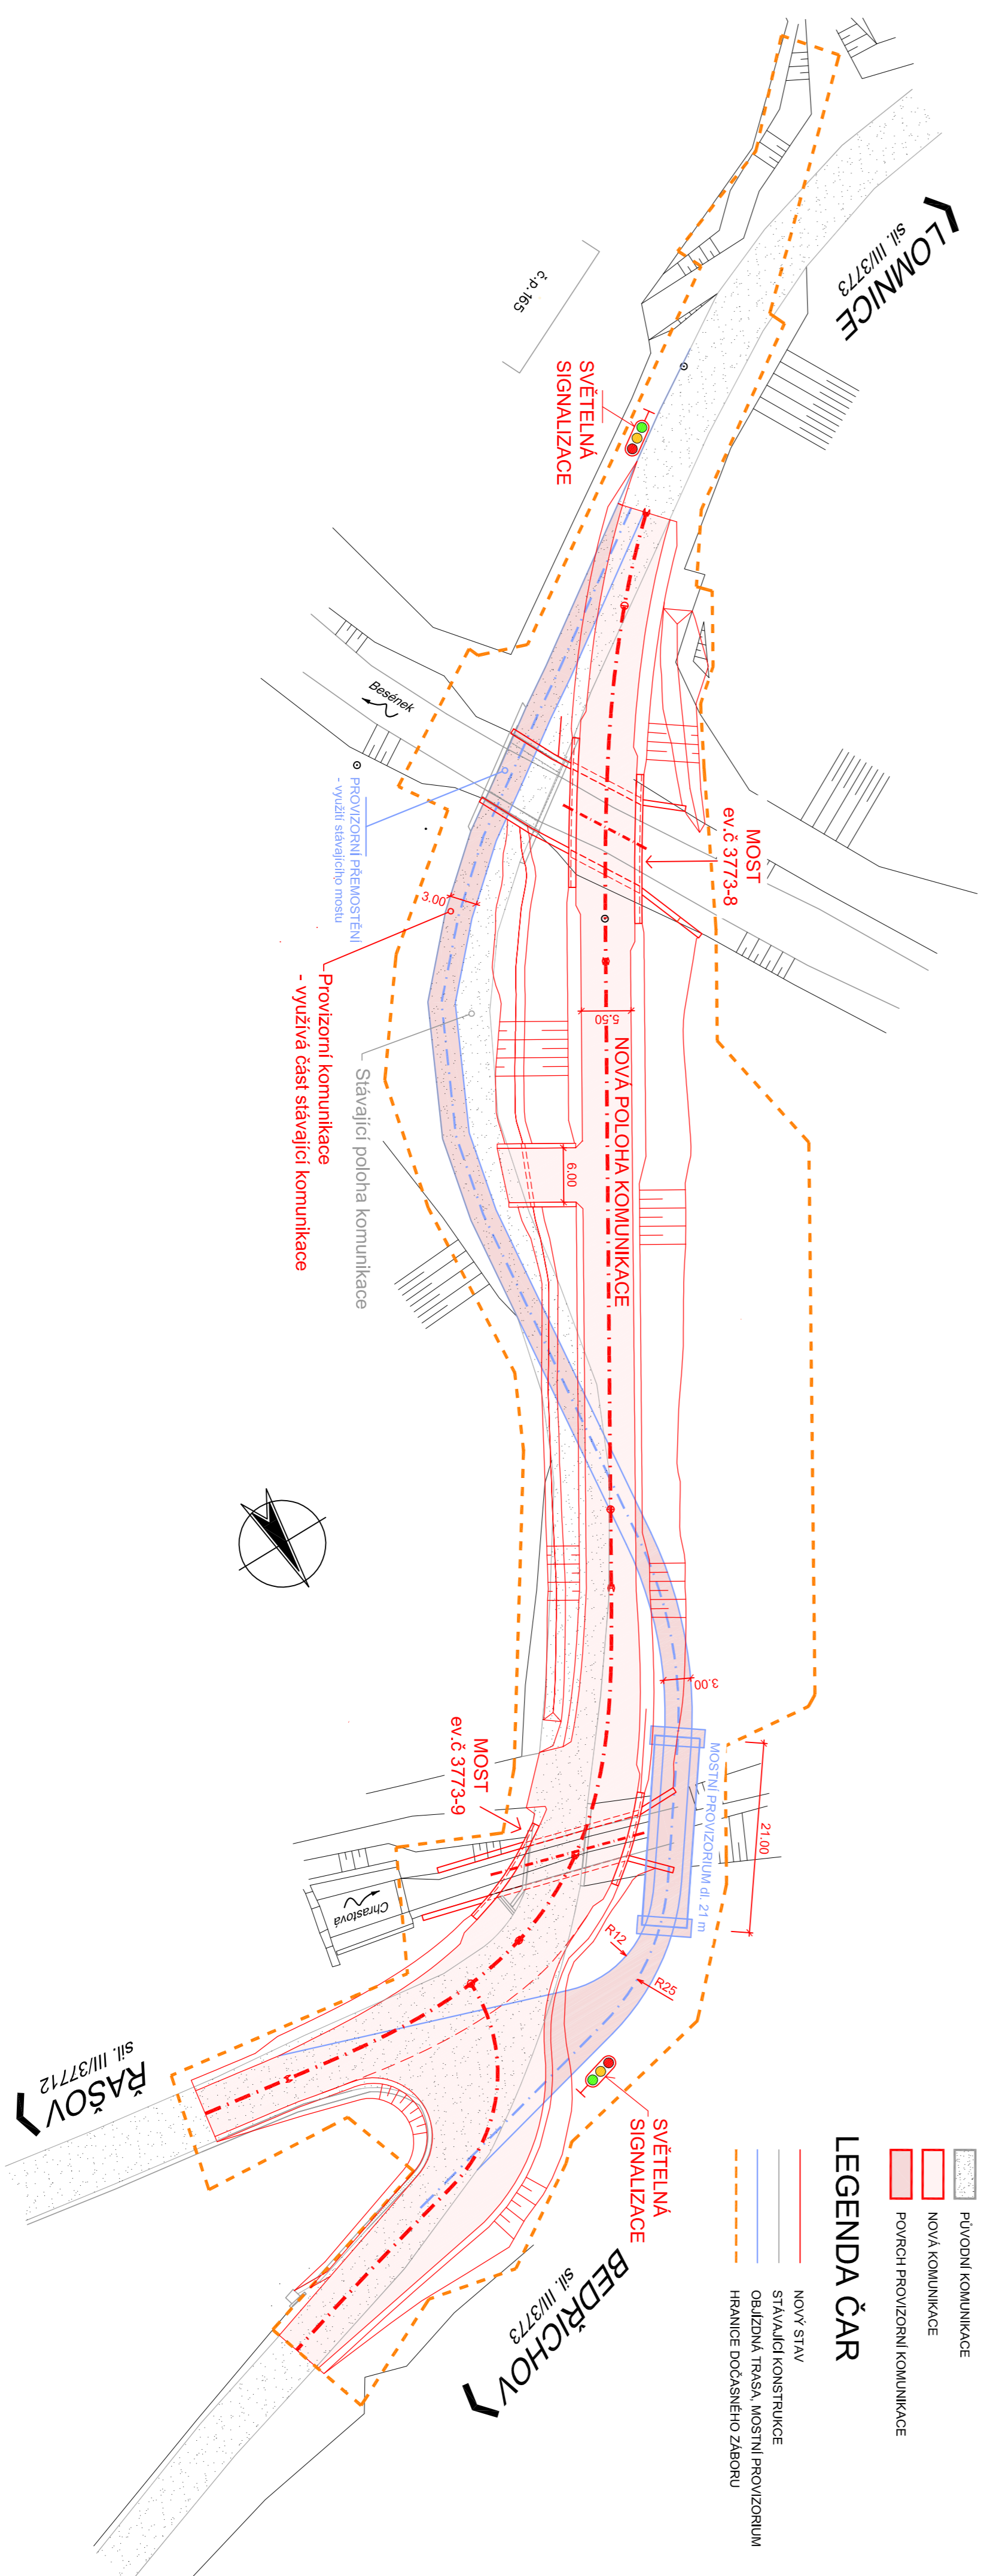 LOMNICE
sil. III/3773
č.p.165
SVĚTELNÁ
SIGNALIZACE
Besének
PROVIZORNÍ PŘEMOSTĚNÍ
- využití stávajícího mostu
MOST
ev.č 3773-8
3.00
Provizorní komunikace
- využívá část stávající komunikace
Stávající poloha komunikace
5.50
NOVÁ POLOHA KOMUNIKACE
6.00
3.00
MOSTNÍ PROVIZORIUM dl. 21 m
21.00
MOST
ev.č 3773-9
Chrastová
R12
R25
SVĚTELNÁ
SIGNALIZACE
ŘAŠOV
sil. III/37712
BEDŘICHOV
sil. III/3773
PŮVODNÍ KOMUNIKACE
NOVÁ KOMUNIKACE
POVRCH PROVIZORNÍ KOMUNIKACE
LEGENDA ČAR
NOVÝ STAV
STÁVAJÍCÍ KONSTRUKCE
OBJÍZDNÁ TRASA, MOSTNÍ PROVIZORIUM
HRANICE DOČASNÉHO ZÁBORU